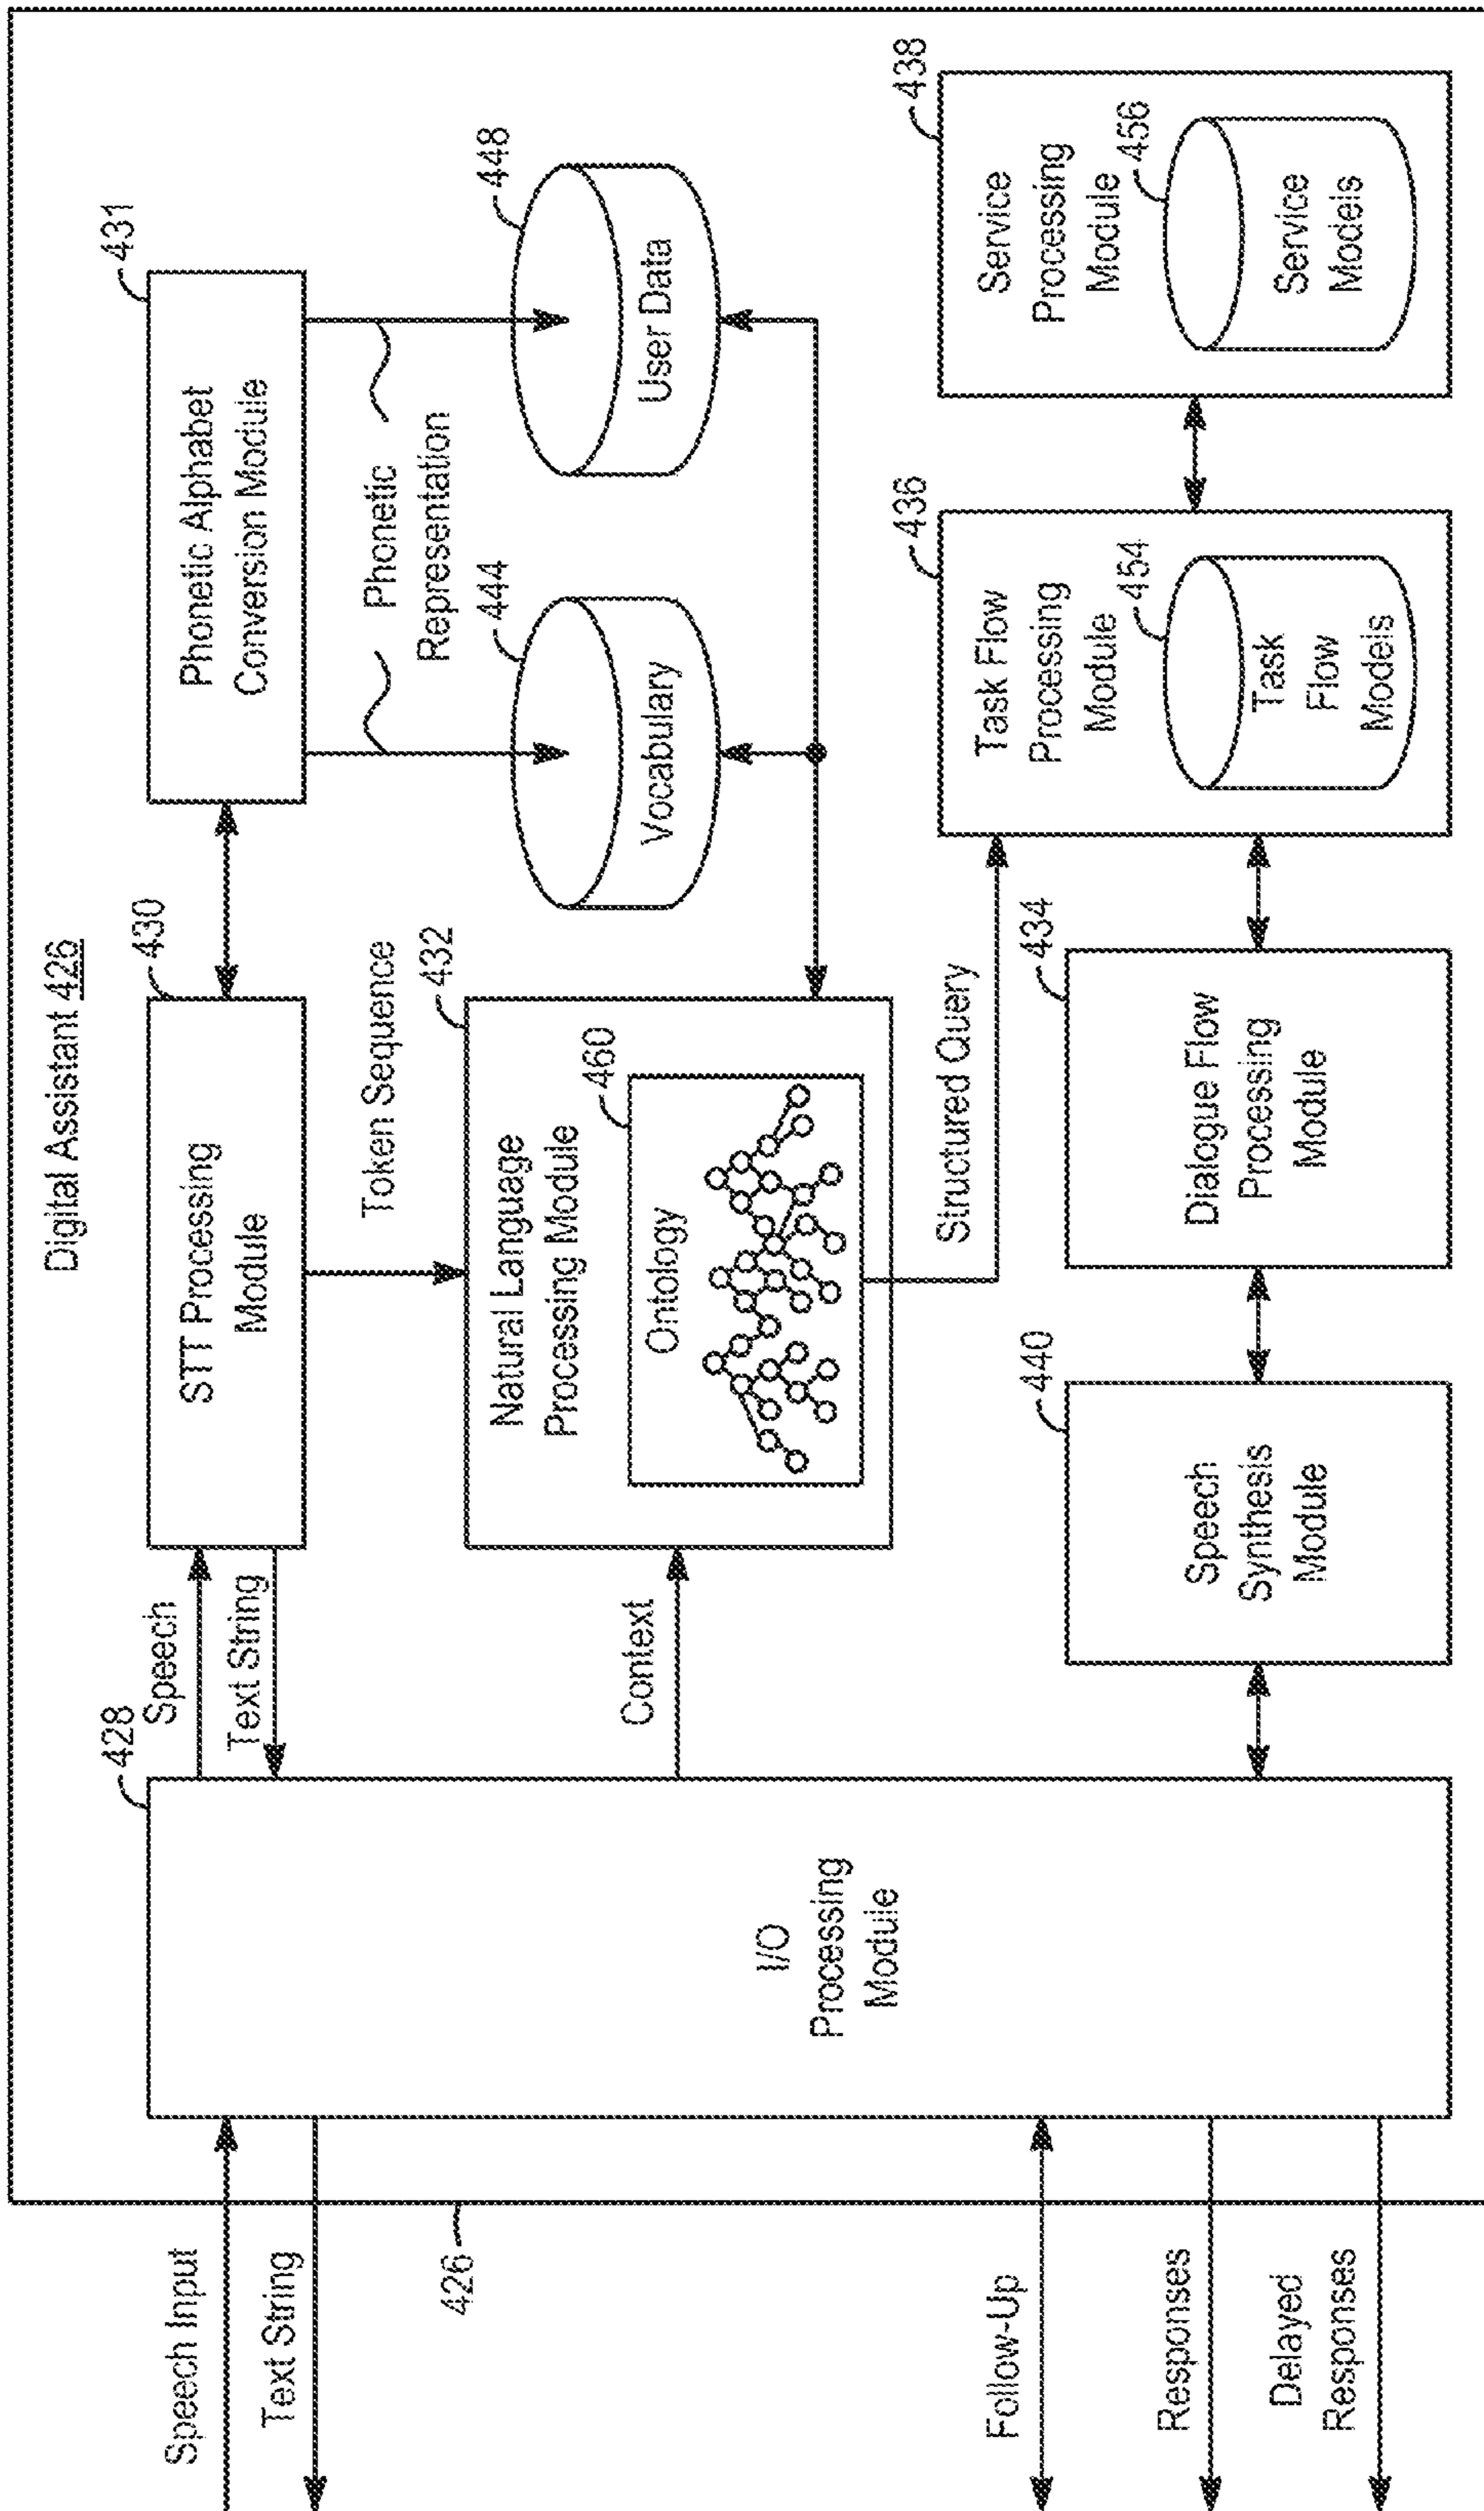 Digital Assistant 426
Speech Input
Text String
426
Follow-Up
Responses
Delayed
Responses
428
I/O
Processing
Module
Speech
Text String
Context
430
STT Processing
Module
Token Sequence
431
Phonetic Alphabet
Conversion Module
Phonetic
Representation
444
Vocabulary
448
User Data
432
Natural Language
Processing Module
460
Ontology
Structured Query
440
Speech
Synthesis
Module
434
Dialogue Flow
Processing
Module
436
Task Flow
Processing
Module
454
Task
Flow
Models
438
Service
Processing
Module
456
Service
Models